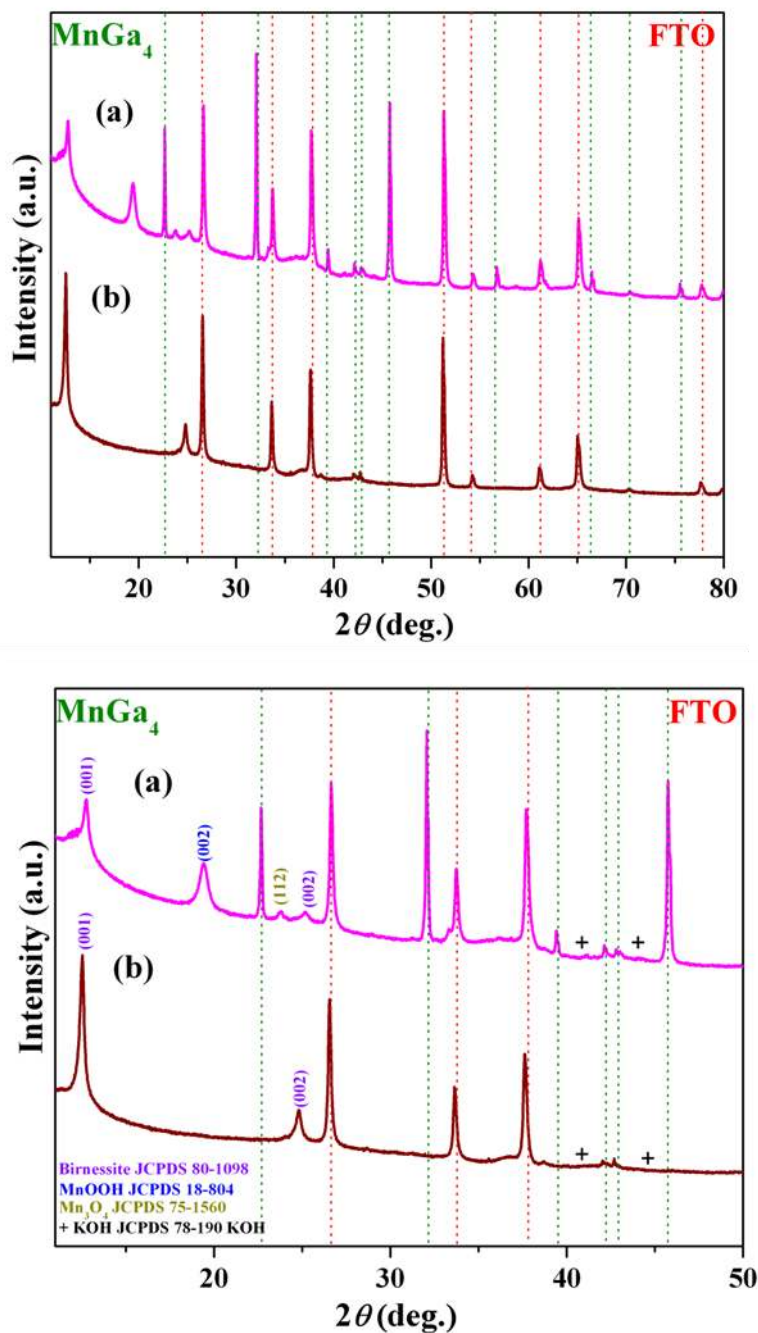 MnGa₄ FTO
(a)
(b)
Intensity (a.u.)
20 30 40 50 60 70 80
2θ (deg.)
MnGa₄ FTO
(a)
(001)
(002)
(112)
(002)
(001)
(b)
(002)
+ +
+ +
Intensity (a.u.)
Birnessite JCPDS 80-1098
MnOOH JCPDS 18-804
Mn₃O₄ JCPDS 75-1560
+ KOH JCPDS 78-190 KOH
20 30 40 50
2θ (deg.)